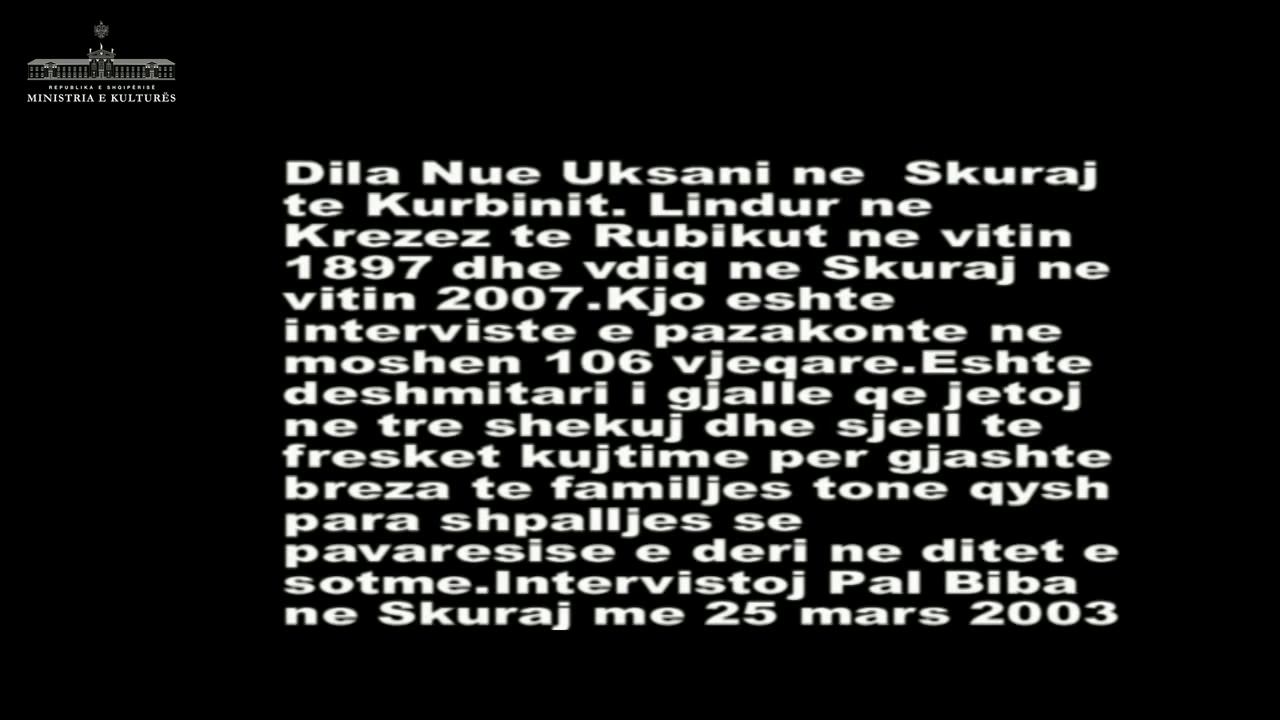 REPUBLIKA E SHQIPËRISË
MINISTRIA E KULTURËS
Dila Nue Uksani ne Skuraj
te Kurbinit. Lindur ne
Krezez te Rubikut ne vitin
1897 dhe vdiq ne Skuraj ne
vitin 2007.Kjo eshte
interviste e pazakonte ne
moshen 106 vjeqare.Eshte
deshmitari i gjalle qe jetoj
ne tre shekuj dhe sjell te
fresket kujtime per gjashte
breza te familjes tone qysh
para shpalljes se
pavaresise e deri ne ditet e
sotme.Intervistoj Pal Biba
ne Skuraj me 25 mars 2003